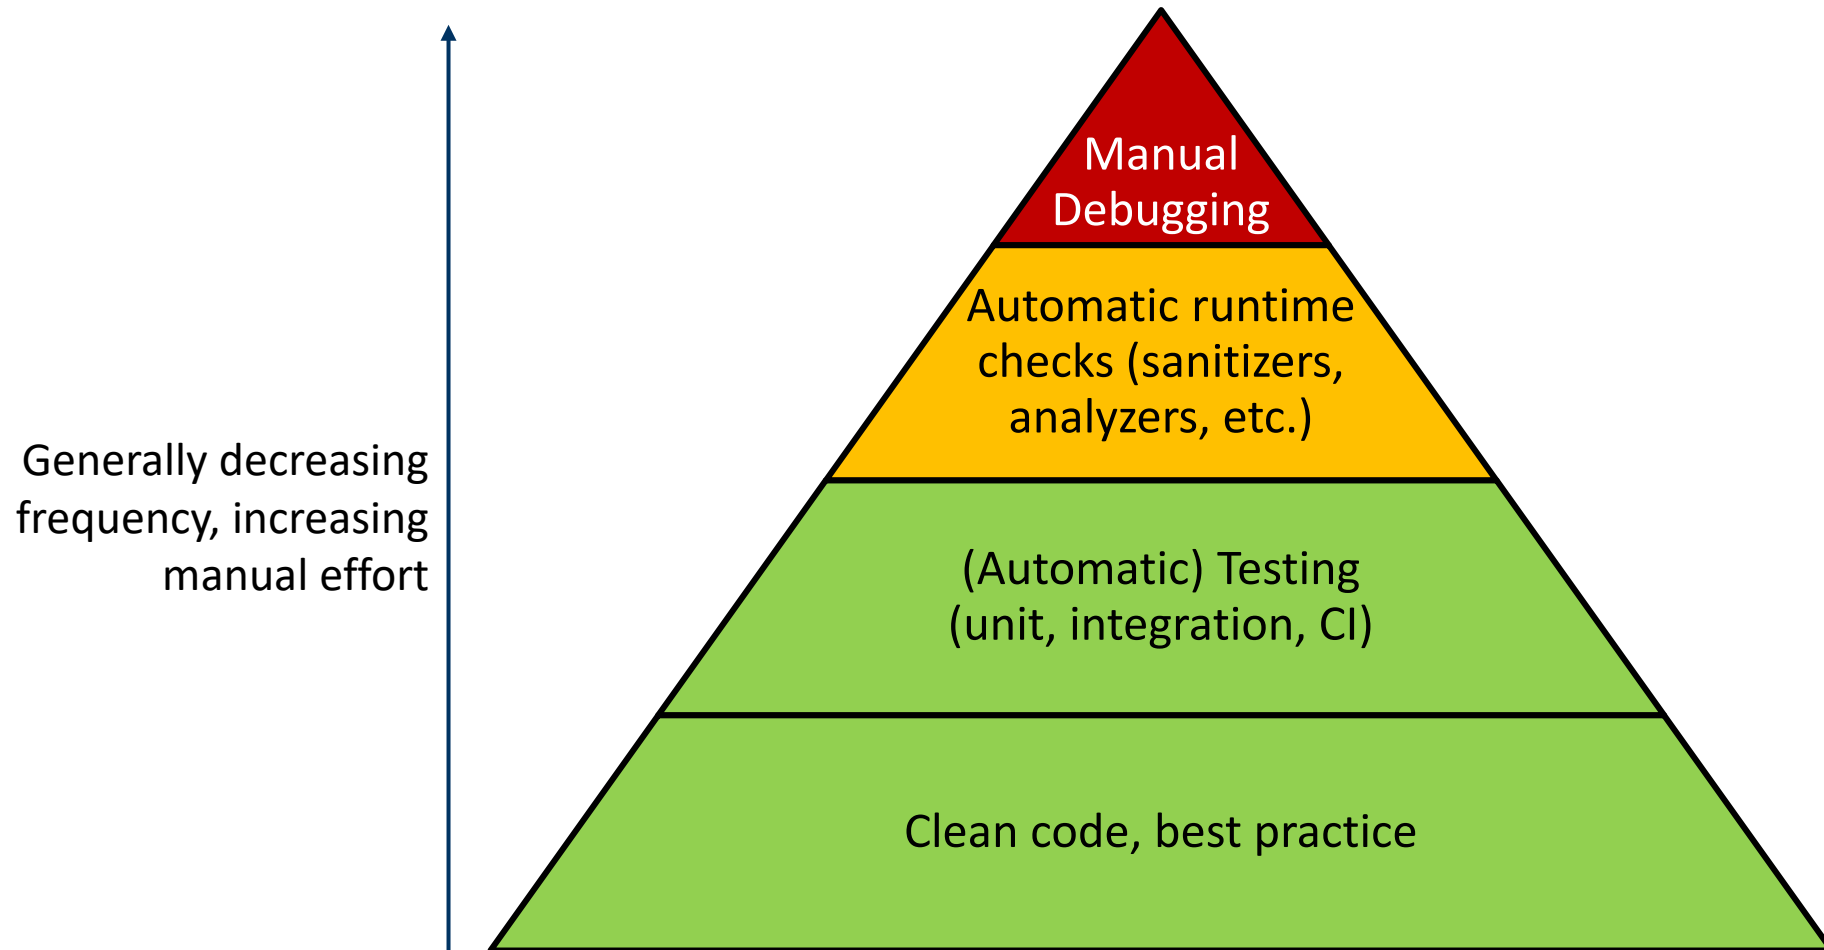 Manual
Debugging
Automatic runtime
checks (sanitizers,
analyzers, etc.)
Generally decreasing
frequency, increasing
manual effort
(Automatic) Testing
(unit, integration, CI)
Clean code, best practice